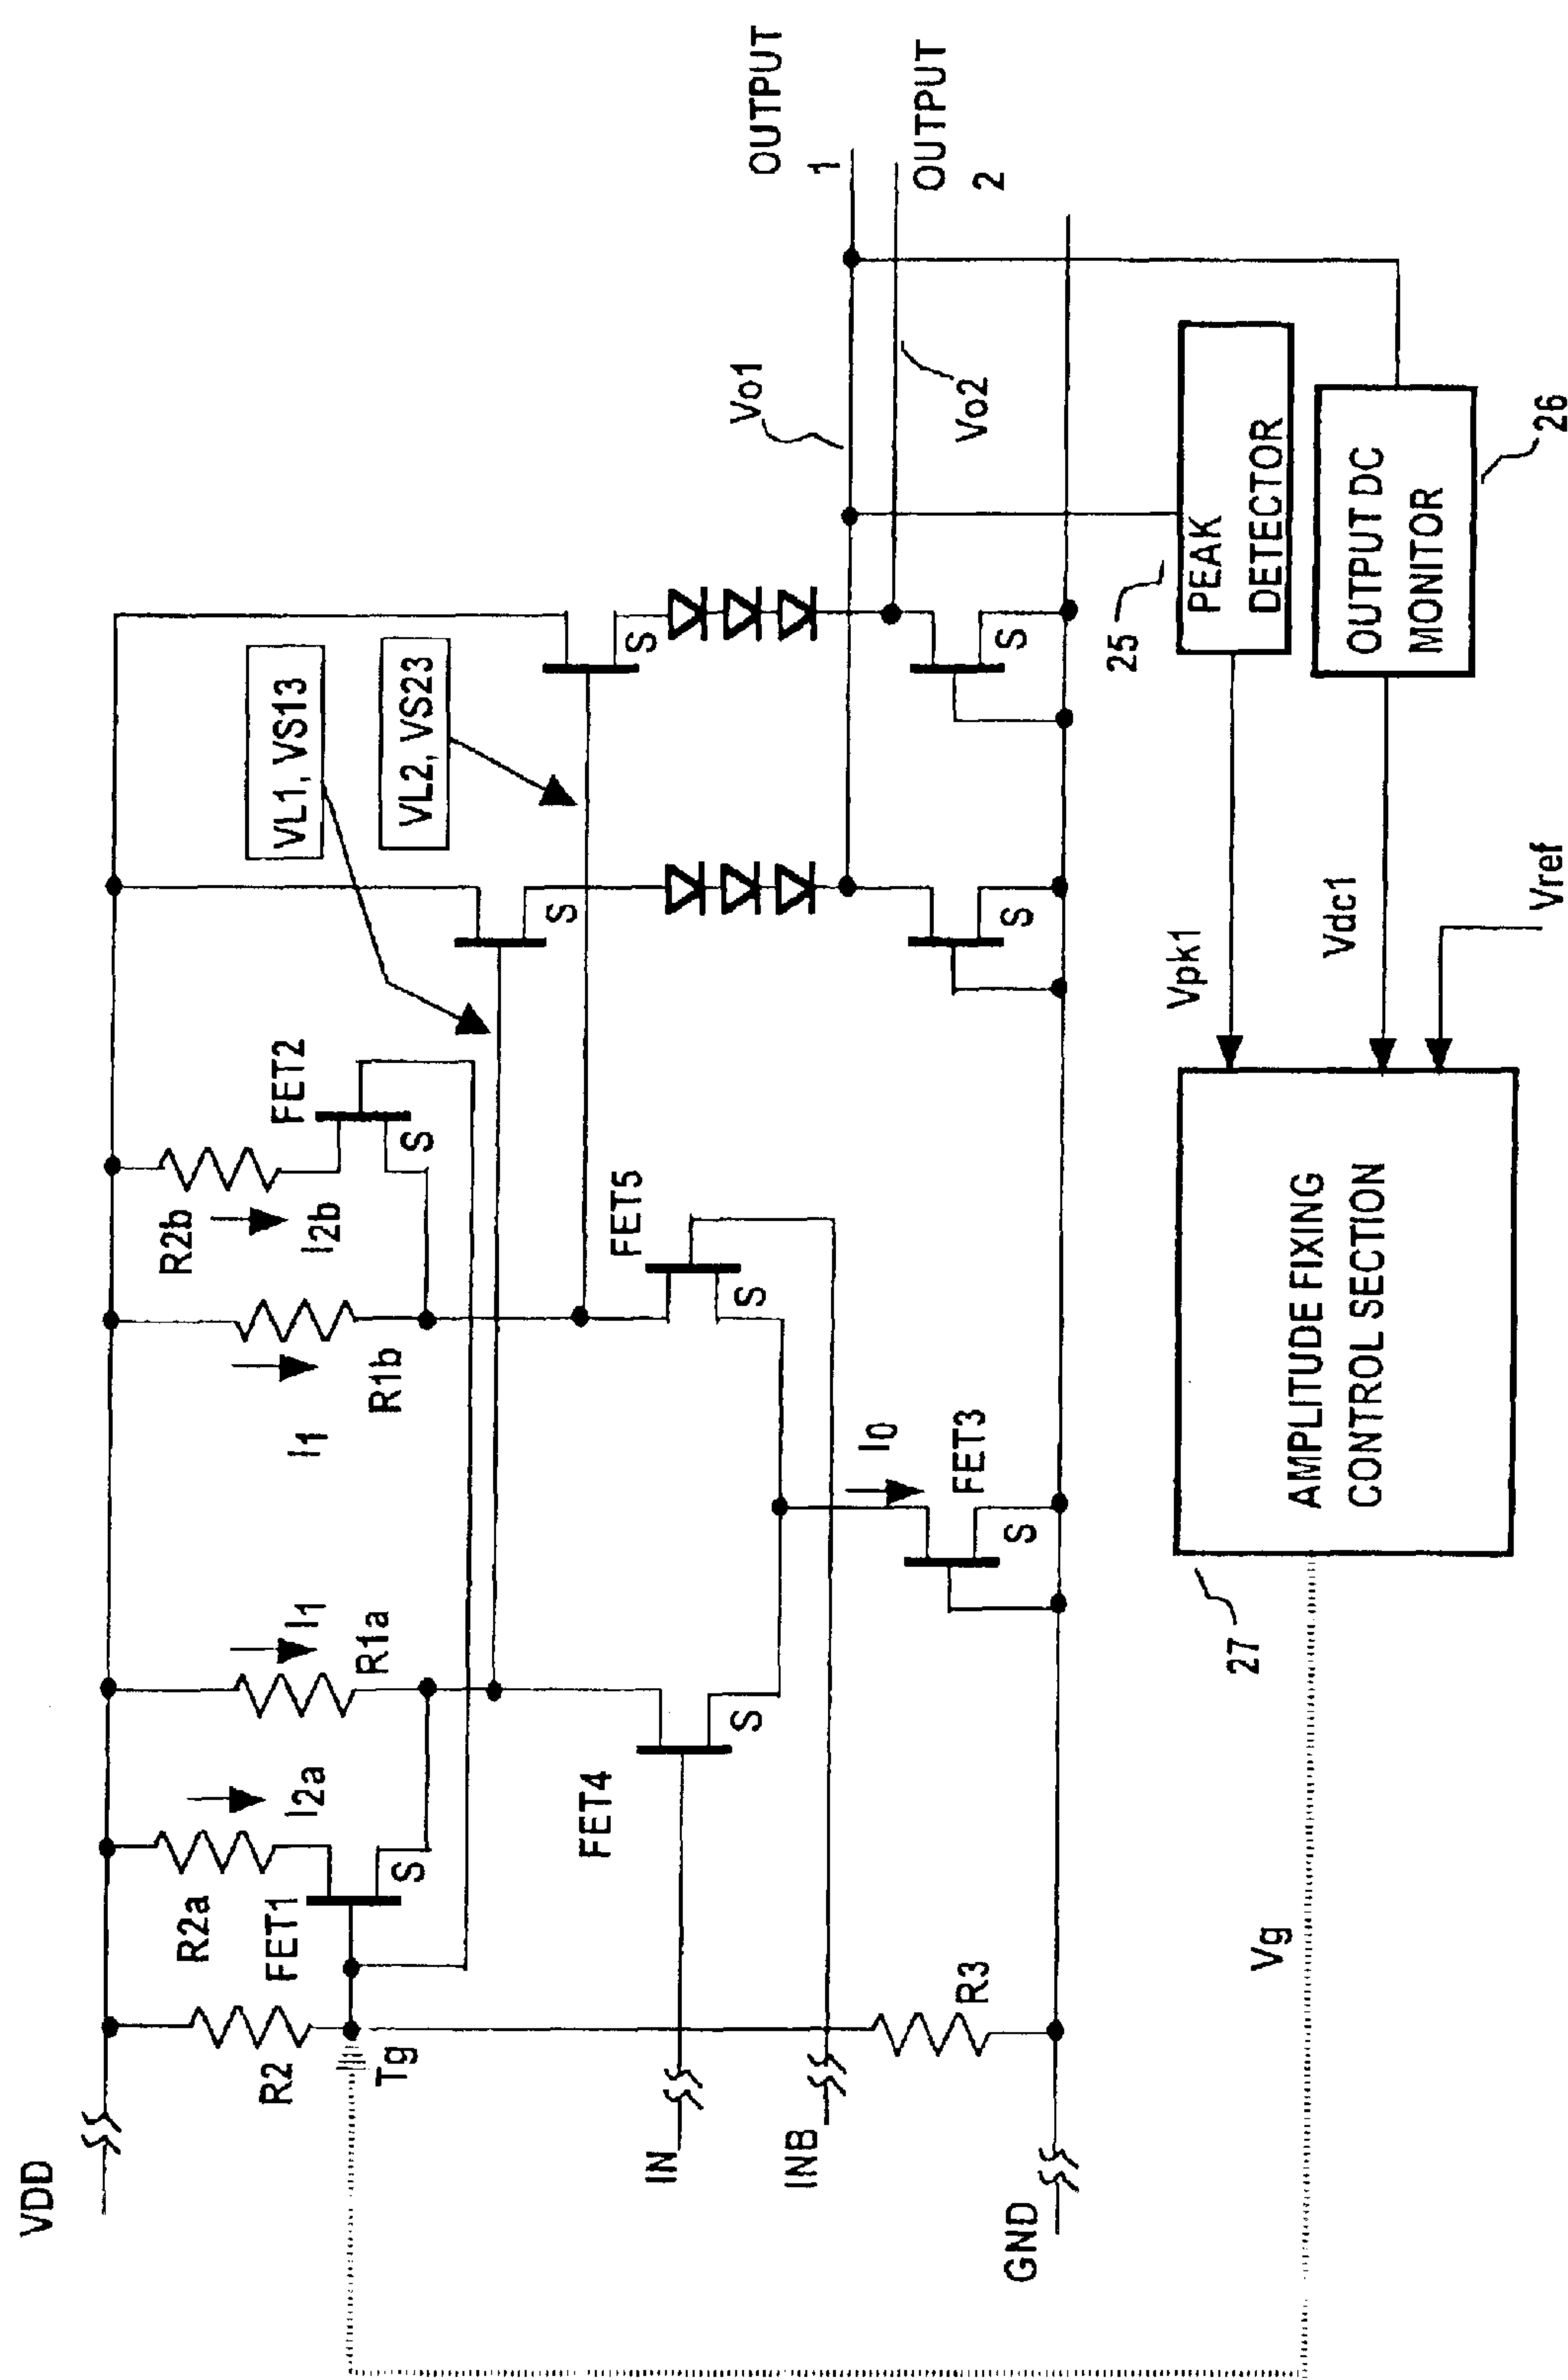 VDD
R2
Tg
R2a
FET1
S
I2a
I1
R1a
I1
R1b
R2b
I2b
FET2
S
VL1, VS13
VL2, VS23
S
S
OUTPUT
1
OUTPUT
2
Vo1
Vo2
IN
INB
FET4
S
FET5
S
I0
FET3
S
S
S
R3
GND
Vg
27
AMPLITUDE FIXING
CONTROL SECTION
Vpk1
Vdc1
Vref
25
PEAK
DETECTOR
OUTPUT DC
MONITOR
26